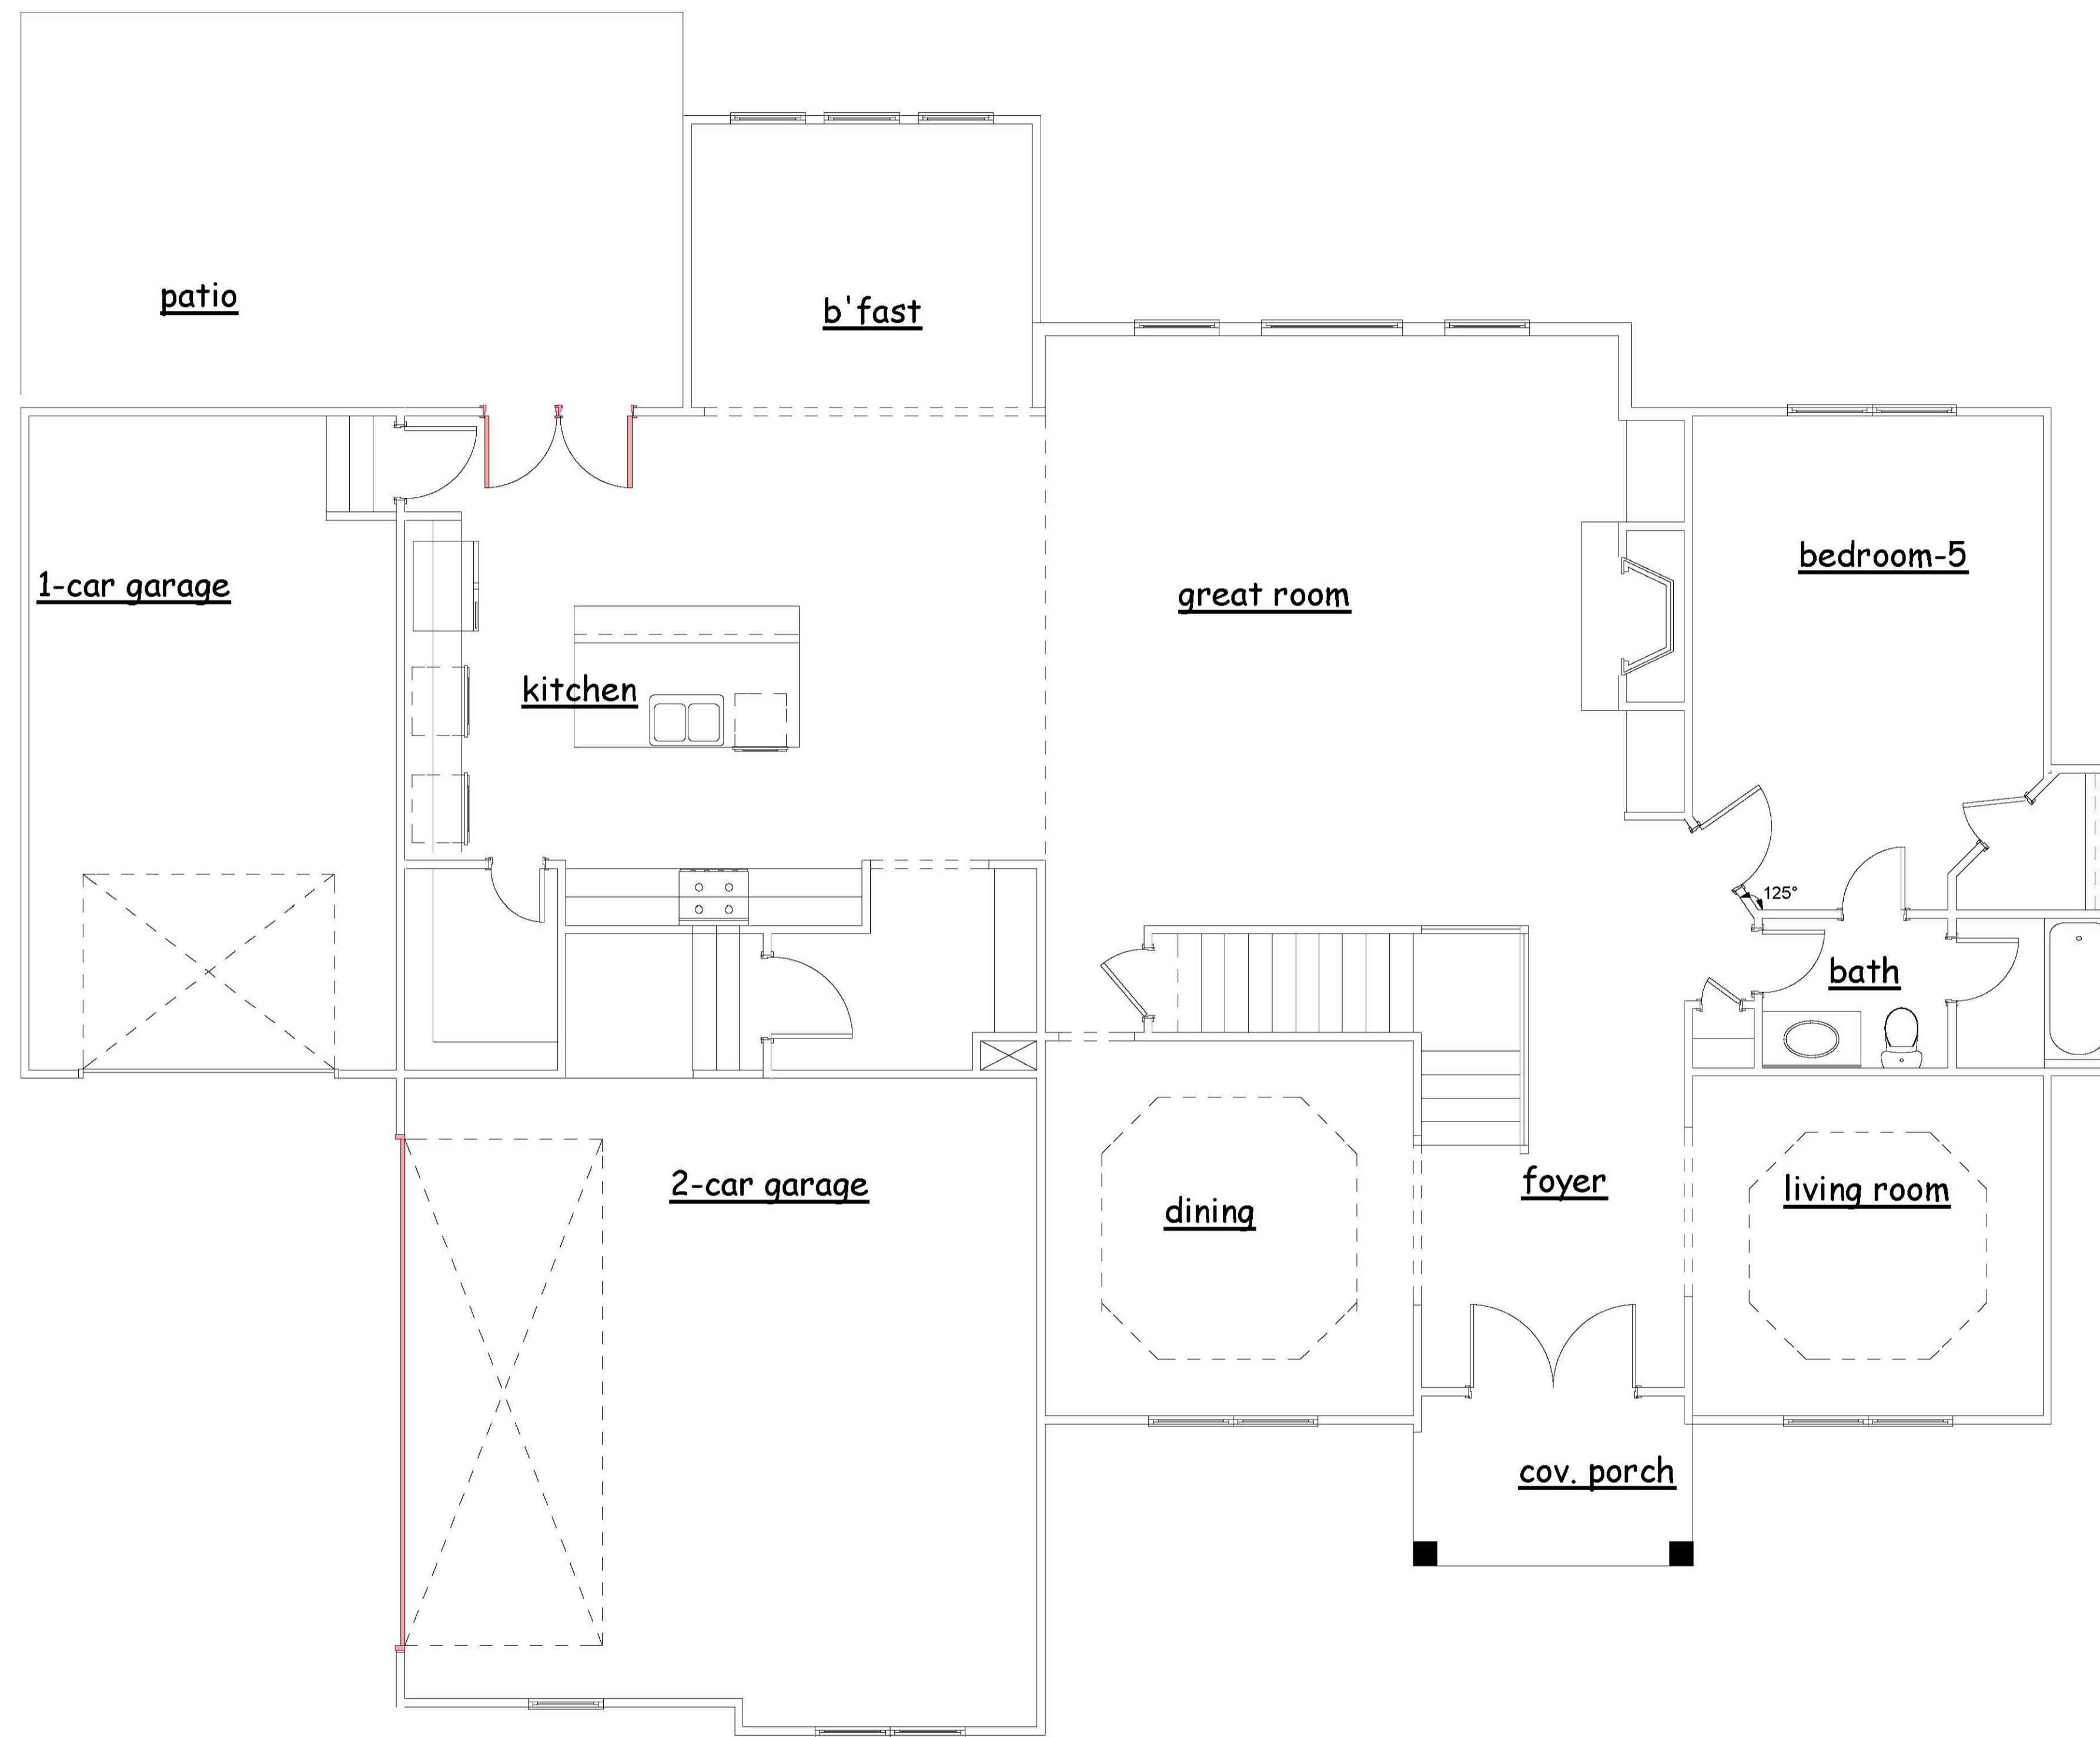 patio
b'fast
1-car garage
great room
bedroom-5
kitchen
125°
bath
2-car garage
dining
foyer
living room
cov. porch